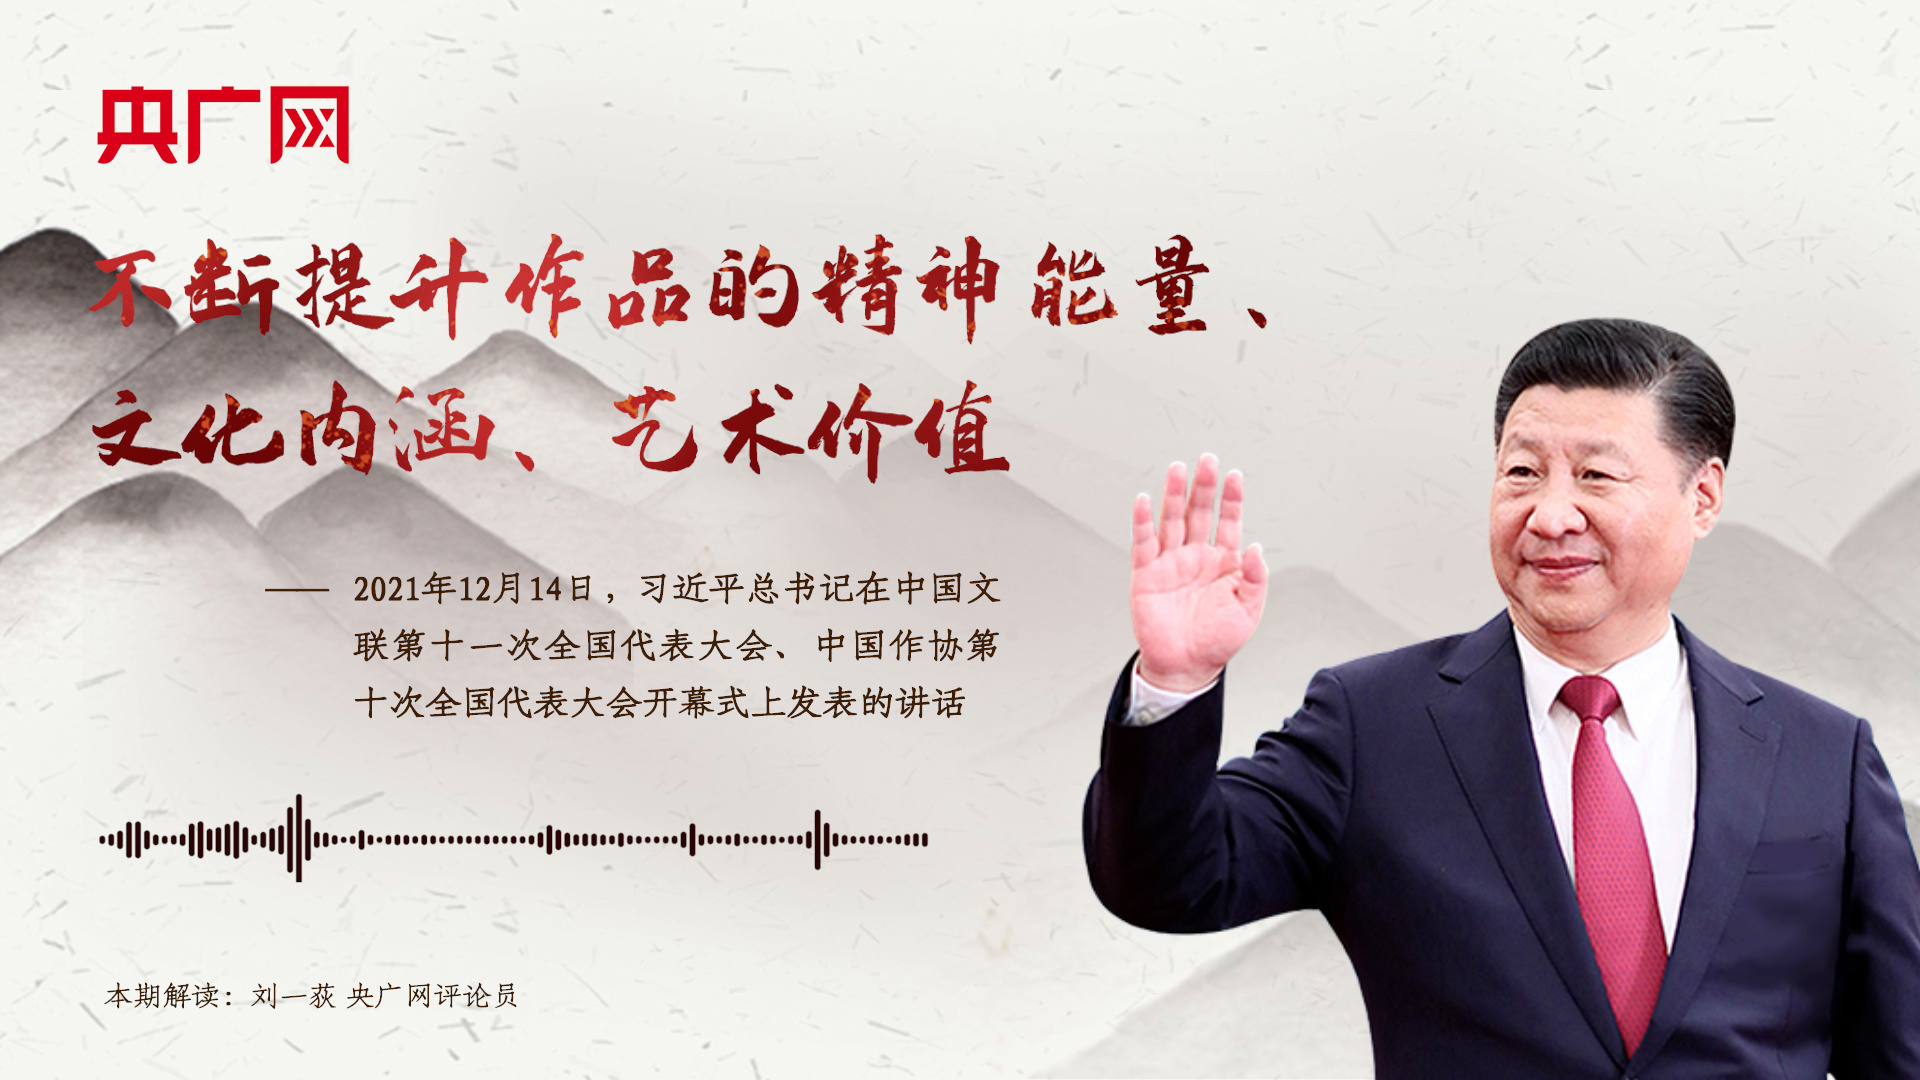 央广网
不断提升作品的精神能量、
文化内涵、艺术价值
—— 2021年12月14日，习近平总书记在中国文
联第十一次全国代表大会、中国作协第
十次全国代表大会开幕式上发表的讲话
本期解读：刘一荻 央广网评论员